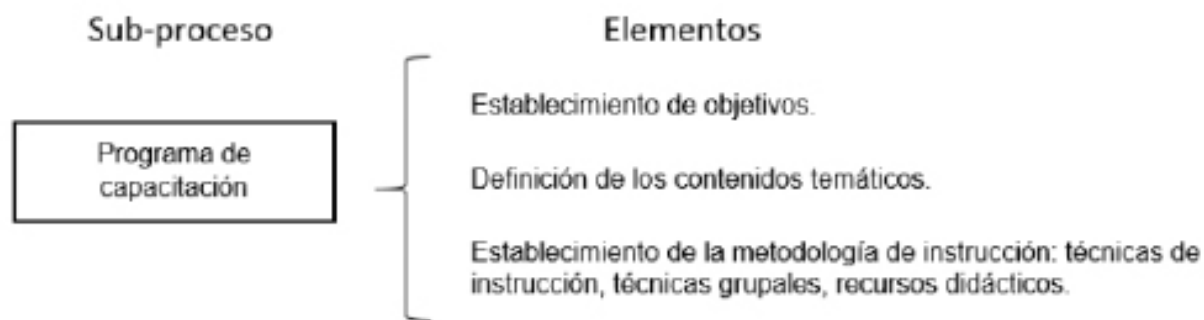 Sub-proceso
Elementos
Programa de
capacitación
Establecimiento de objetivos.
Definición de los contenidos temáticos.
Establecimiento de la metodología de instrucción: técnicas de
instrucción, técnicas grupales, recursos didácticos.